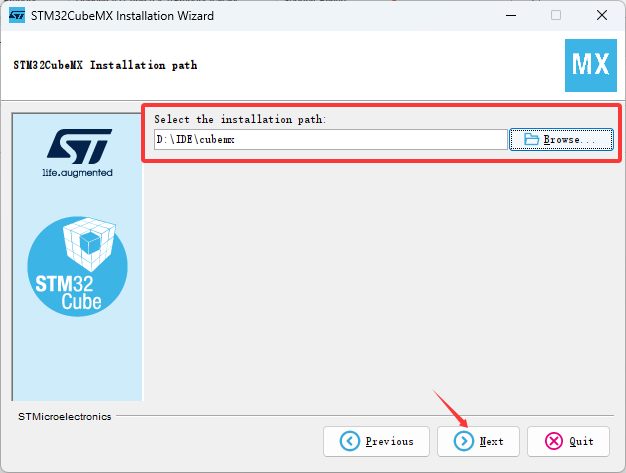 STM32CubeMX Installation Wizard
STM32CubeMX Installation path
MX
Select the installation path:
D:\IDE\cubemx
Browse...
ST
life.augmented
STM32
Cube
STMicroelectronics
Previous
Next
Quit